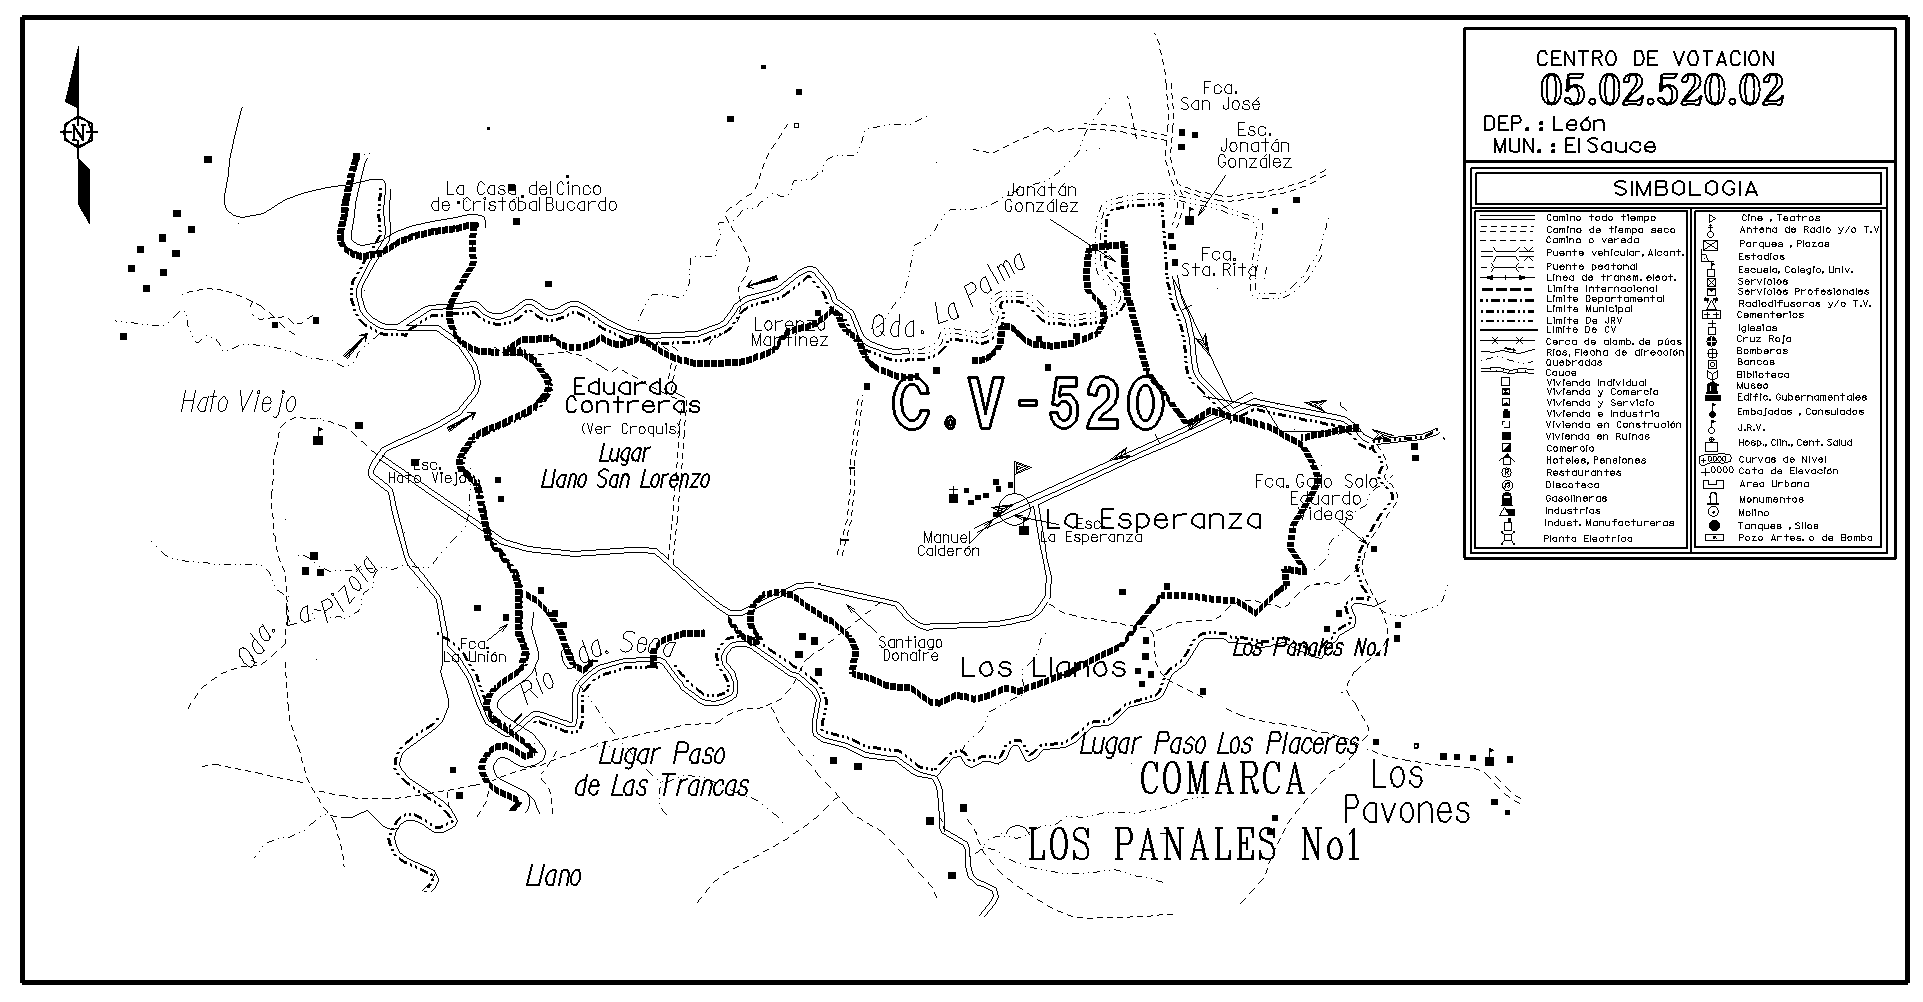 N
CENTRO DE VOTACION
05.02.520.02
DEP.: León
MUN.: El Sauce
SIMBOLOGIA
Camino todo tiempo
Camino de tiempo seco
Camino o vereda
Puente vehicular, Alcant.
Puente peatonal
Línea de transm. elect.
Límite Internacional
Límite Departamental
Límite Municipal
Límite De JRV
Límite De CV
Cerca de alamb. de púas
Ríos, Flecha de dirección
Quebradas
Cauce
Vivienda Individual
Vivienda y Comercio
Vivienda y Servicio
Vivienda e Industria
Vivienda en Construción
Vivienda en Ruinas
Comercio
Hoteles, Pensiones
Restaurantes
Discoteca
Gasolineras
Industrias
Indust. Manufactureras
Planta Electrica
Cine, Teatros
Antena de Radio y/o T.V
Parques, Plazas
Estadios
Escuela, Colegio, Univ.
Servicios
Servicios Profesionales
Radiodifusoras y/o T.V.
Cementerios
Iglesias
Cruz Roja
Bomberos
Bancos
Biblioteca
Museo
Edific. Gubernamentales
Embajadas, Consulados
J.R.V.
Hosp., Clin., Cent. Salud
Curvas de Nivel
+0000 Cota de Elevación
Area Urbana
Monumentos
Molino
Tanques, Silos
Pozo Artes. o de Bomba
Fca.
San José
Esc.
Jonatán
González
La Casa del Cinco
de Cristóbal Bucardo
Jonatán
González
Fca.
Sta. Rita
Qda. La Palma
Lorenzo
Martínez
Hato Viejo
Eduardo
Contreras
(Ver Croquis)
Lugar
Llano San Lorenzo
C.V-520
Esc.
Hato Viejo
Fca. Galo Solo
Eduardo
Videas
La Esperanza
Esc.
La Esperanza
Manuel
Calderón
Qda. La Pizota
Fca.
La Unión
Qda. Seca
Río
Santiago
Donaire
Los Llanos
Los Panales No.1
Lugar Paso
de Las Trancas
Lugar Paso Los Placeres
COMARCA
LOS PANALES No1
Los
Pavones
Llano